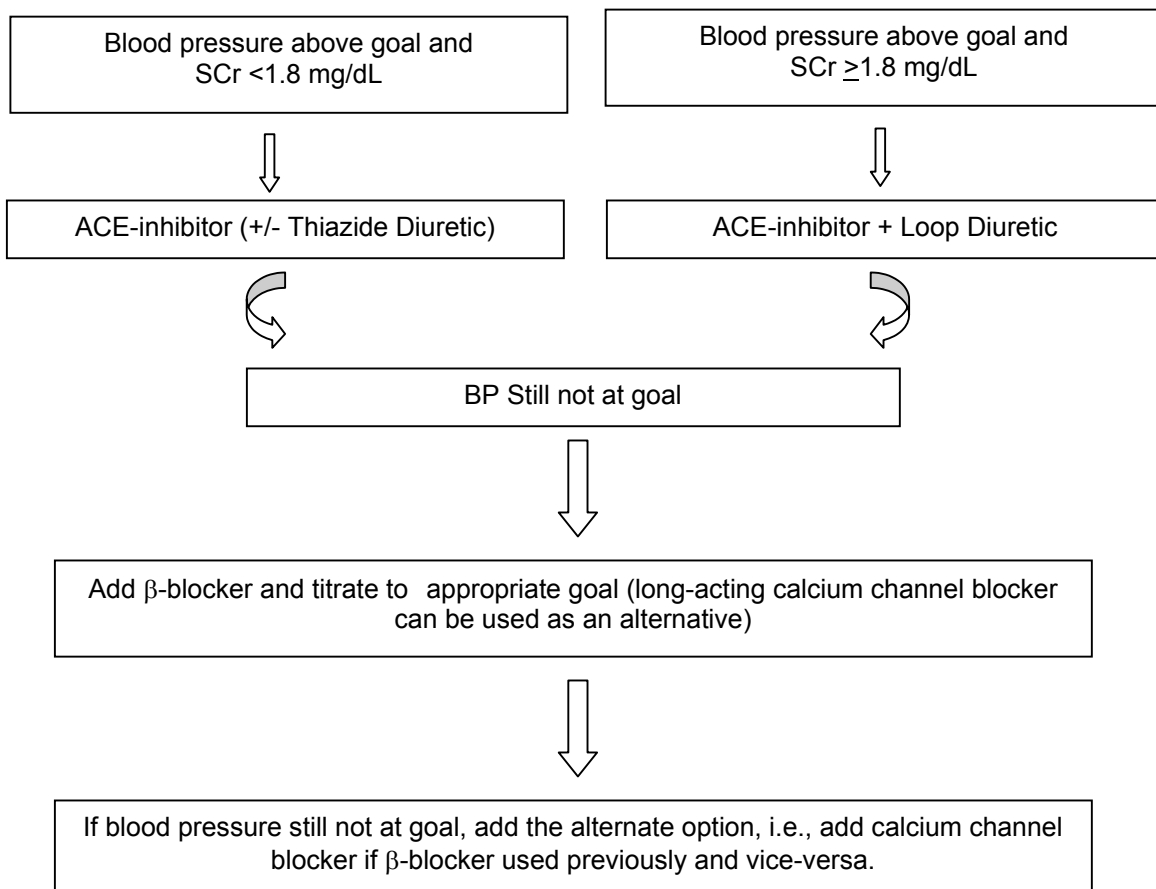 Blood pressure above goal and
SCr <1.8 mg/dL
Blood pressure above goal and
SCr ≥1.8 mg/dL
ACE-inhibitor (+/- Thiazide Diuretic)
ACE-inhibitor + Loop Diuretic
BP Still not at goal
Add β-blocker and titrate to appropriate goal (long-acting calcium channel blocker
can be used as an alternative)
If blood pressure still not at goal, add the alternate option, i.e., add calcium channel
blocker if β-blocker used previously and vice-versa.